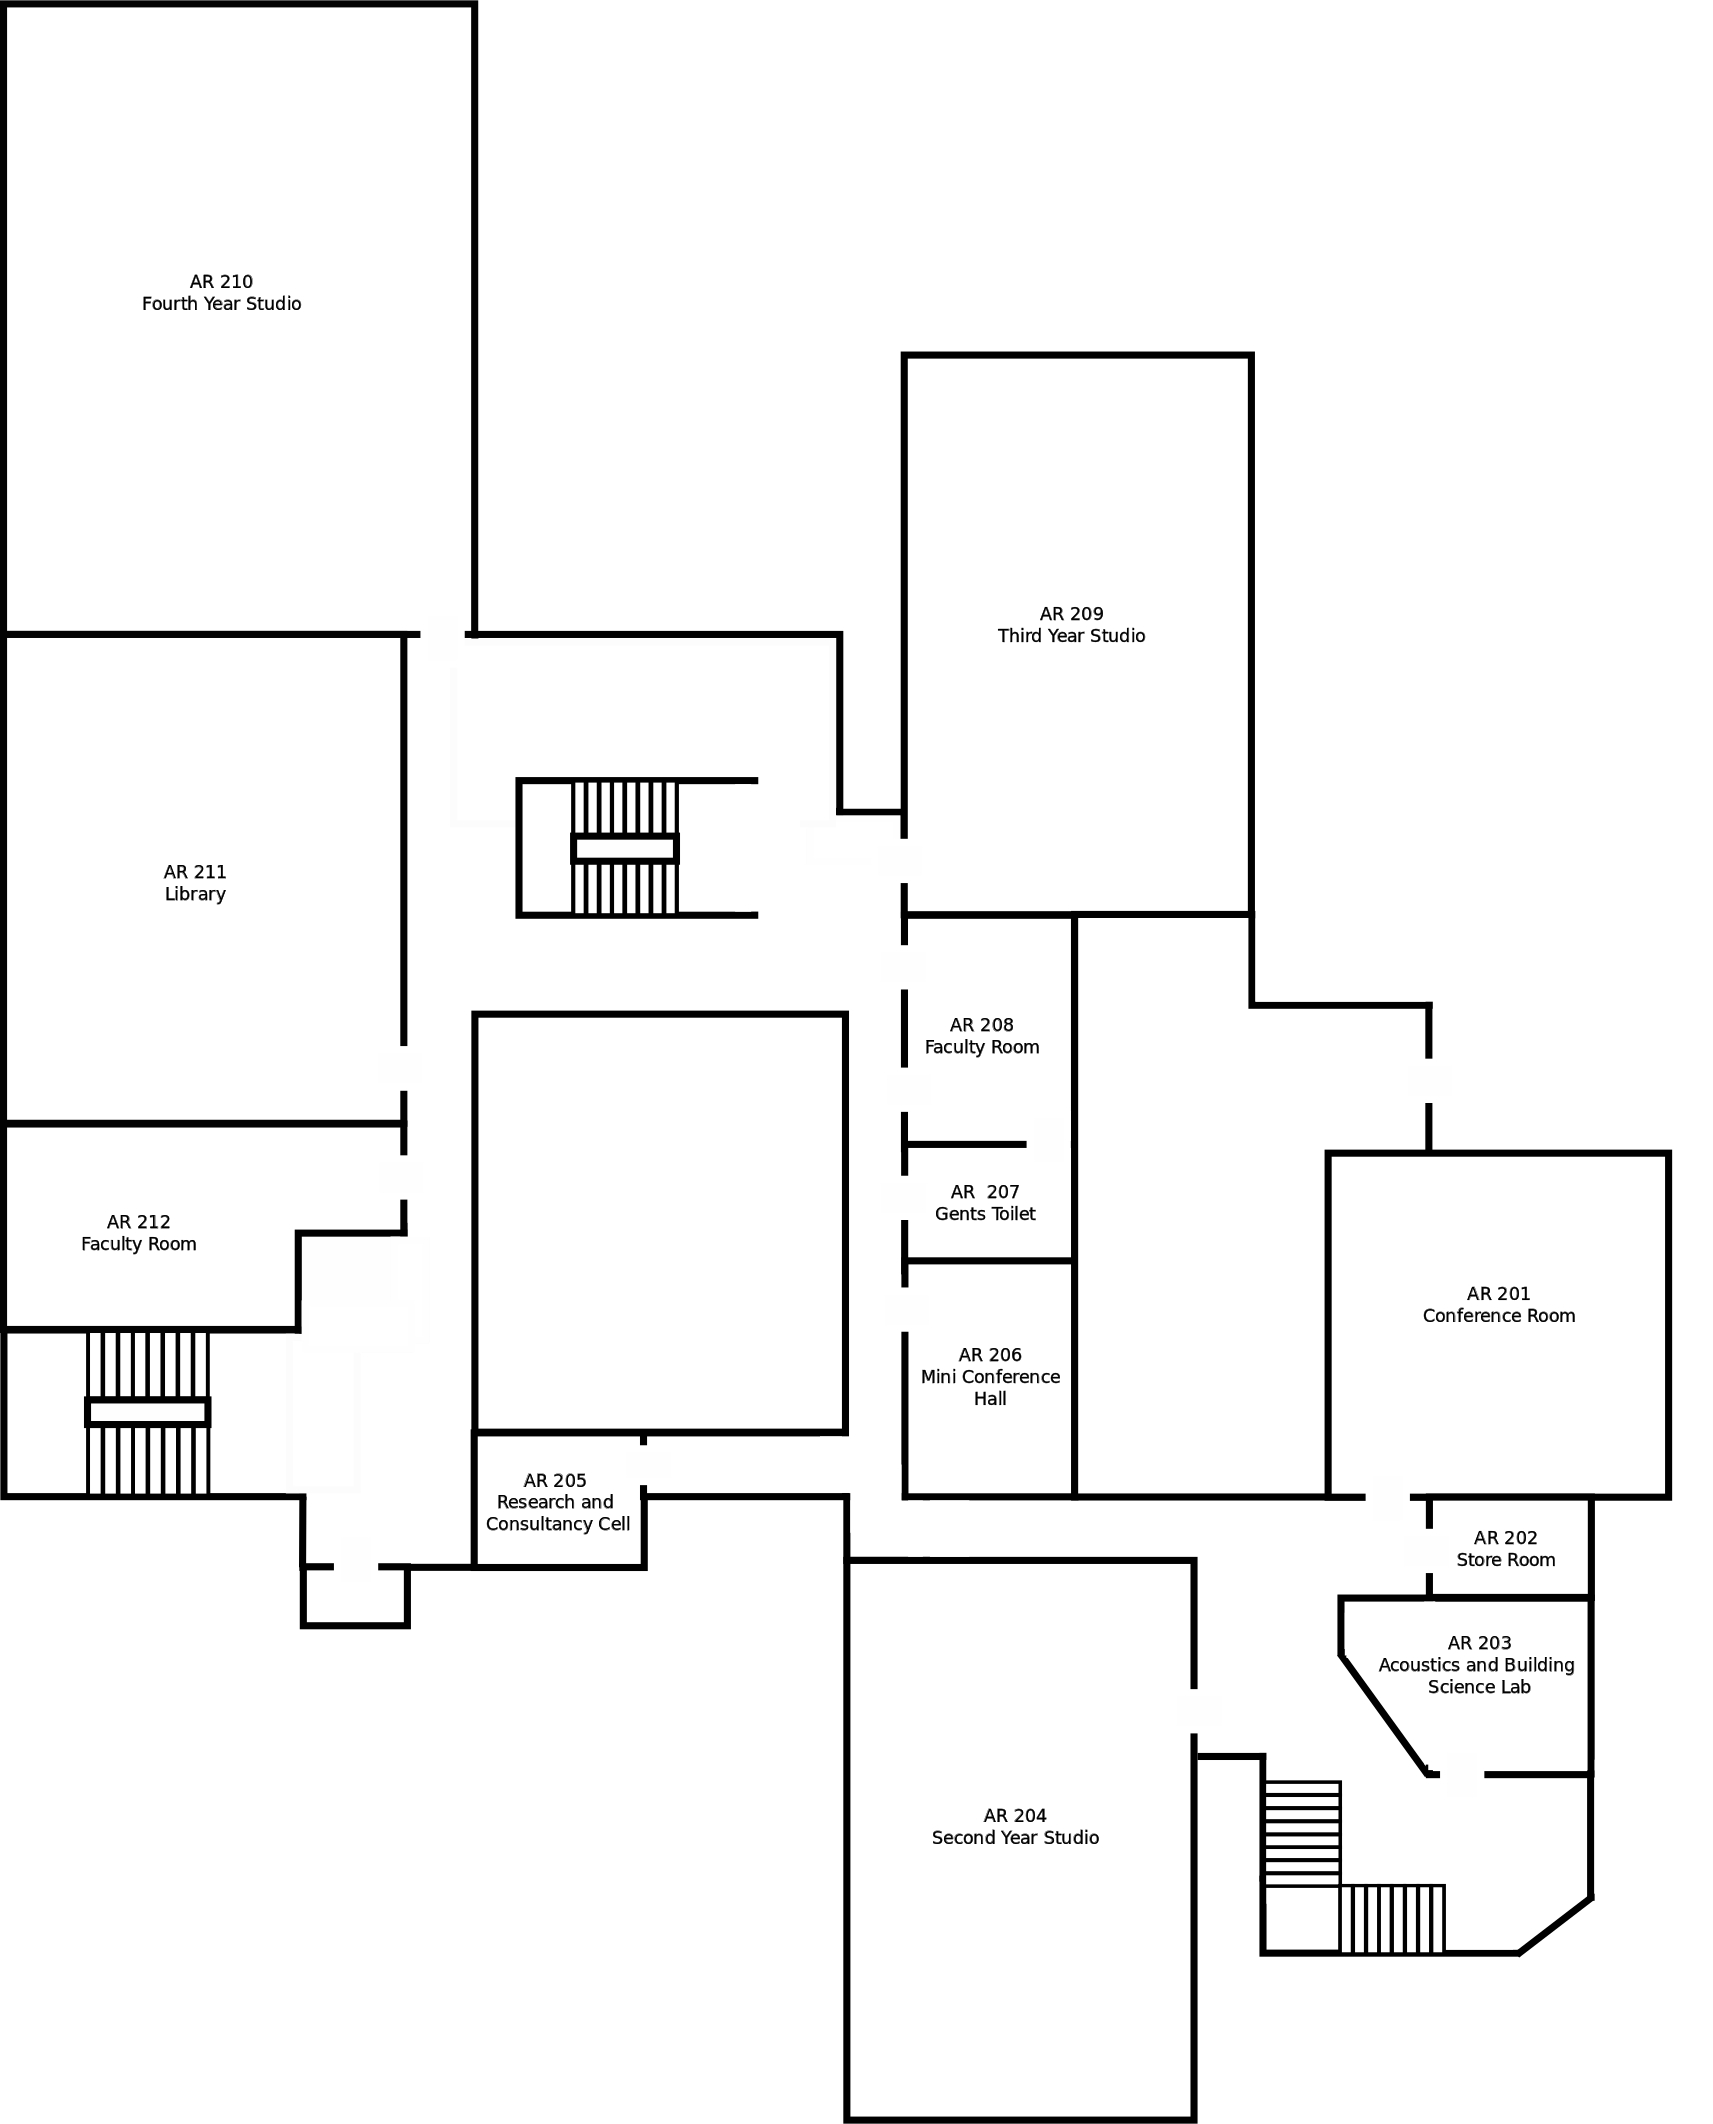 AR 210
Fourth Year Studio
AR 209
Third Year Studio
AR 211
Library
AR 208
Faculty Room
AR  207
Gents Toilet
AR 212
Faculty Room
AR 201
Conference Room
AR 206
Mini Conference
Hall
AR 205
Research and
Consultancy Cell
AR 202
Store Room
AR 203
Acoustics and Building
Science Lab
AR 204
Second Year Studio